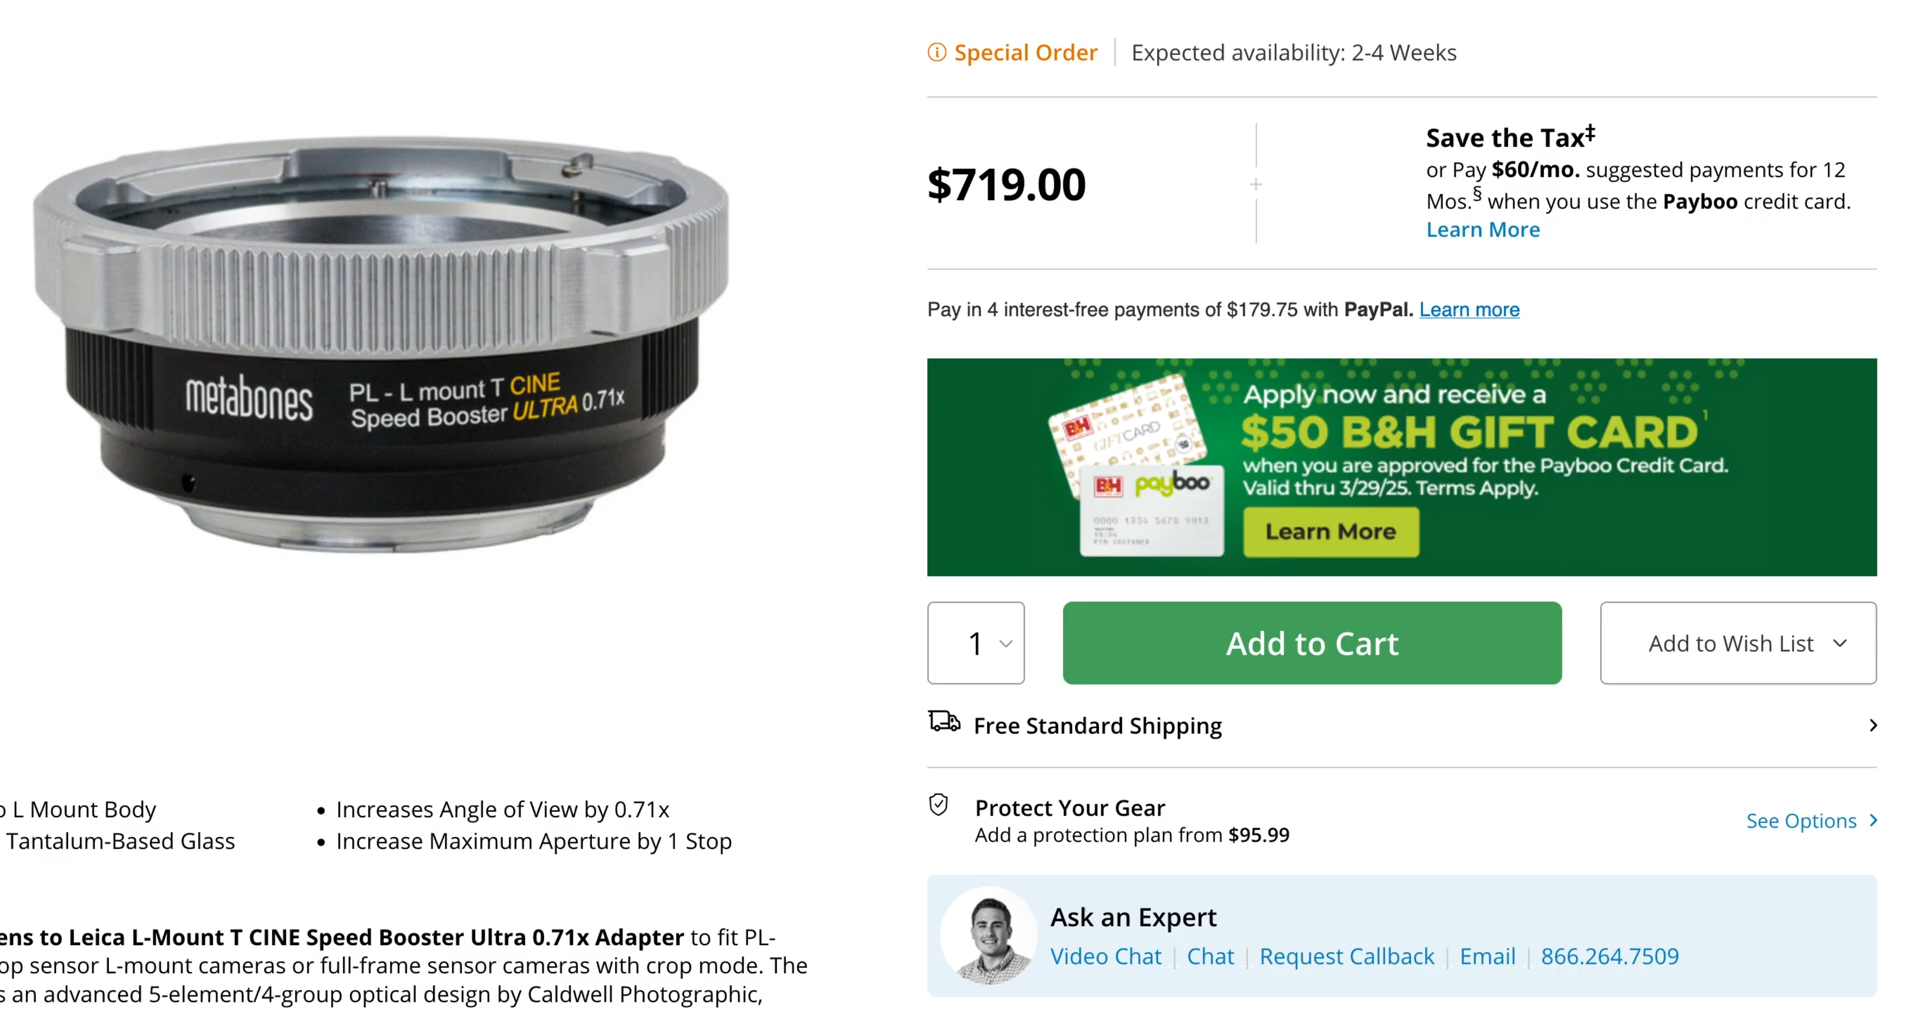 Special Order
Expected availability: 2-4 Weeks
$719.00
+
Save the Tax‡
or Pay $60/mo. suggested payments for 12
Mos.§ when you use the Payboo credit card.
Learn More
Pay in 4 interest-free payments of $179.75 with PayPal. Learn more
metabones
PL - L mount T CINE
Speed Booster ULTRA 0.71x
B&H
GIFT CARD
$50
B&H payboo
0000 1234 5678 9012
Apply now and receive a
$50 B&H GIFT CARD1
when you are approved for the Payboo Credit Card.
Valid thru 3/29/25. Terms Apply.
Learn More
1
Add to Cart
Add to Wish List
Free Standard Shipping
Protect Your Gear
Add a protection plan from $95.99
See Options
Ask an Expert
Video Chat | Chat | Request Callback | Email | 866.264.7509
L Mount Body
Tantalum-Based Glass
• Increases Angle of View by 0.71x
• Increase Maximum Aperture by 1 Stop
ens to Leica L-Mount T CINE Speed Booster Ultra 0.71x Adapter to fit PL-
op sensor L-mount cameras or full-frame sensor cameras with crop mode. The
s an advanced 5-element/4-group optical design by Caldwell Photographic,